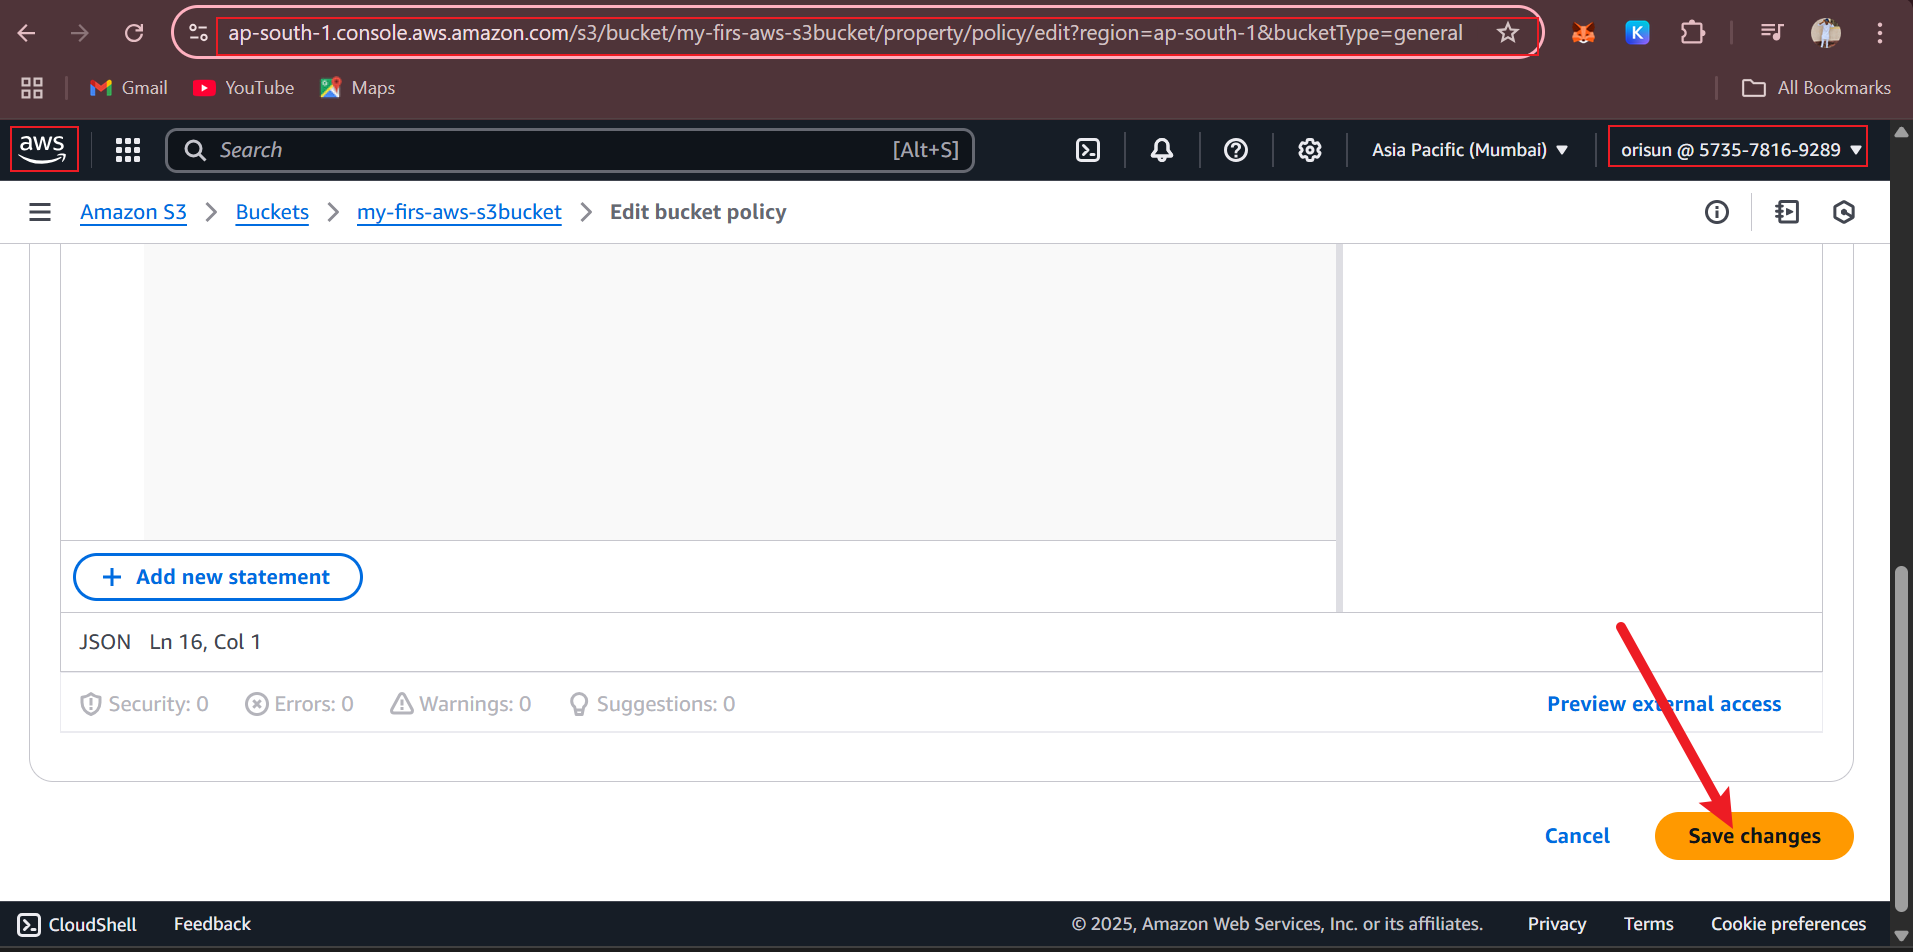 ap-south-1.console.aws.amazon.com/s3/bucket/my-firs-aws-s3bucket/property/policy/edit?region=ap-south-1&bucketType=general
K
Gmail YouTube Maps All Bookmarks
aws Search [Alt+S] Asia Pacific (Mumbai) orisun @ 5735-7816-9289
Amazon S3 Buckets my-firs-aws-s3bucket Edit bucket policy
+ Add new statement
JSON Ln 16, Col 1
Security: 0 Errors: 0 Warnings: 0 Suggestions: 0 Preview external access
Cancel Save changes
CloudShell Feedback © 2025, Amazon Web Services, Inc. or its affiliates. Privacy Terms Cookie preferences